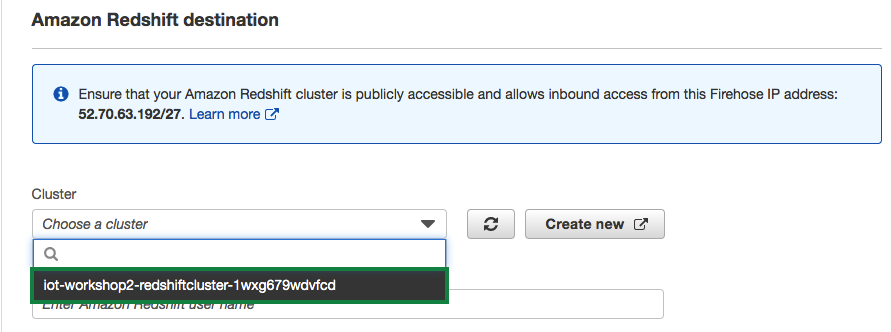 Amazon Redshift destination
Ensure that your Amazon Redshift cluster is publicly accessible and allows inbound access from this Firehose IP address:
52.70.63.192/27. Learn more
Cluster
Choose a cluster
Create new
iot-workshop2-redshiftcluster-1wxg679wdvfcd
Enter Amazon Redshift user name